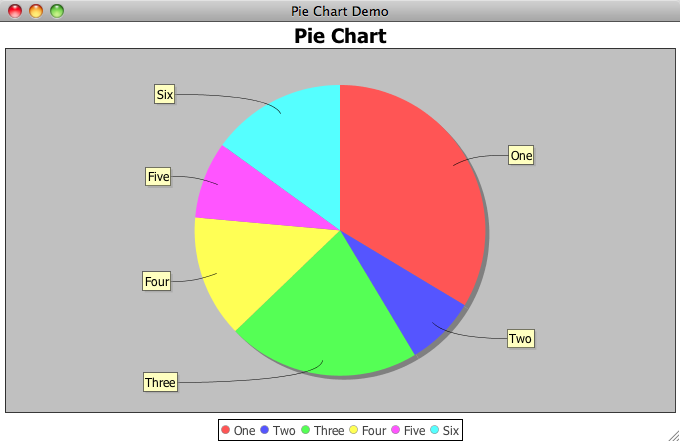 Pie Chart Demo
Pie Chart
Six
One
Five
Four
Two
Three
One Two Three Four Five Six